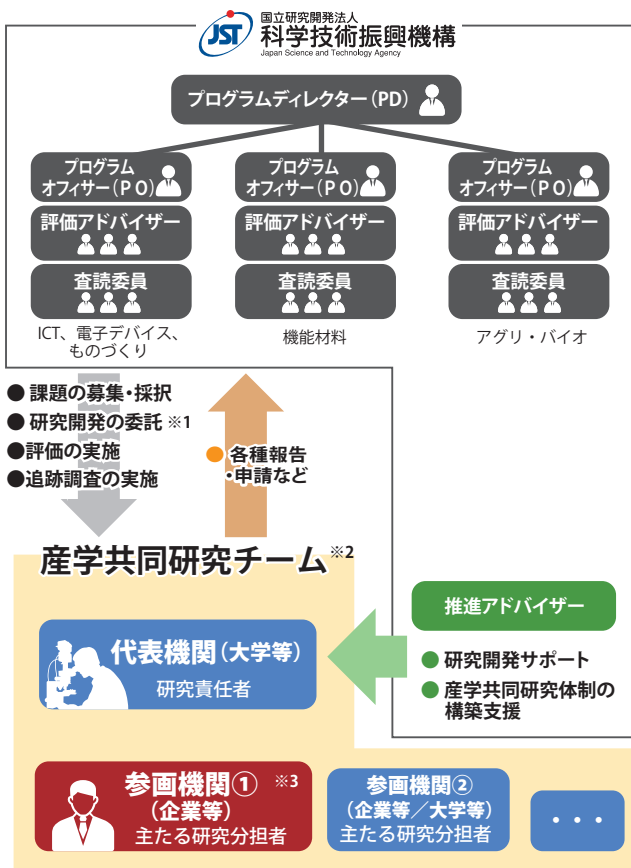 JST
国立研究開発法人
科学技術振興機構
Japan Science and Technology Agency
プログラムディレクター(PD)
プログラム
オフィサー(PO)
評価アドバイザー
査読委員
ICT、電子デバイス、
ものづくり
プログラム
オフィサー(PO)
評価アドバイザー
査読委員
機能材料
プログラム
オフィサー(PO)
評価アドバイザー
査読委員
アグリ・バイオ
● 課題の募集・採択
● 研究開発の委託 ※1
●評価の実施
●追跡調査の実施
● 各種報告
・申請など
産学共同研究チーム※2
代表機関(大学等)
研究責任者
推進アドバイザー
● 研究開発サポート
● 産学共同研究体制の
構築支援
参画機関① ※3
(企業等)
主たる研究分担者
参画機関②
(企業等/大学等)
主たる研究分担者
・・・